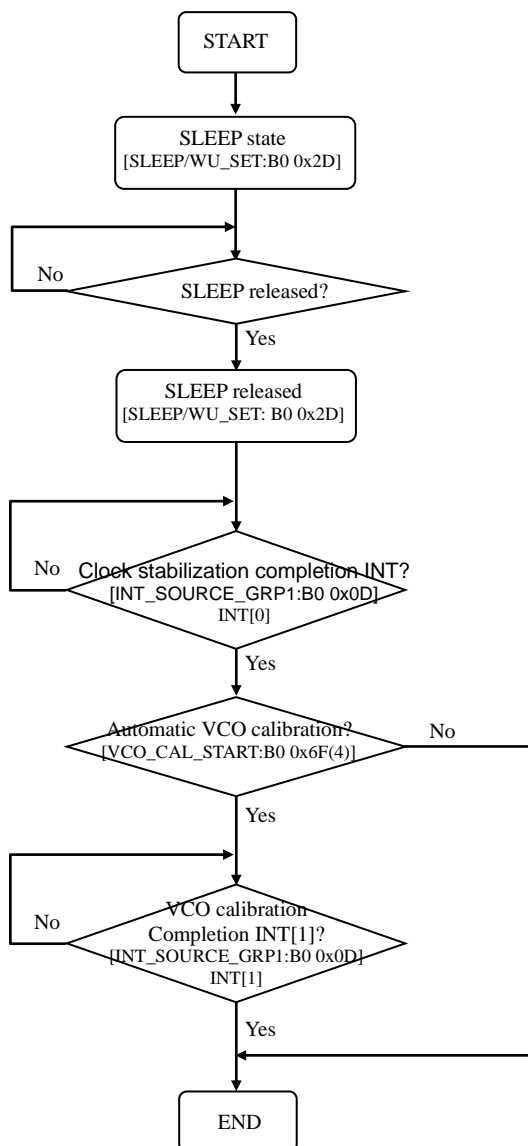 START
SLEEP state
[SLEEP/WU_SET:B0 0x2D]
No
SLEEP released?
Yes
SLEEP released
[SLEEP/WU_SET: B0 0x2D]
No
Clock stabilization completion INT?
[INT_SOURCE_GRP1:B0 0x0D]
INT[0]
Yes
Automatic VCO calibration?
No
[VCO_CAL_START:B0 0x6F(4)]
Yes
VCO calibration
No
Completion INT[1]?
[INT_SOURCE_GRP1:B0 0x0D]
INT[1]
Yes
END